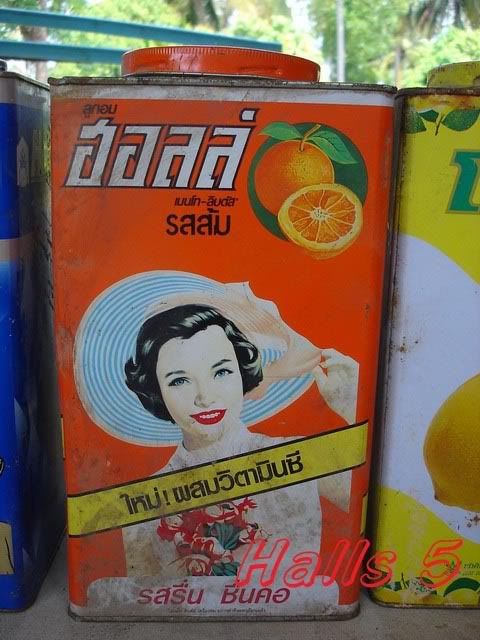 ลูกอม
ฮอลล์
เมนโท-ลิบตัส
รสส้ม
ใหม่! ผสมวิตามินซี
Halls 5
รสรื่น ชื่นคอ